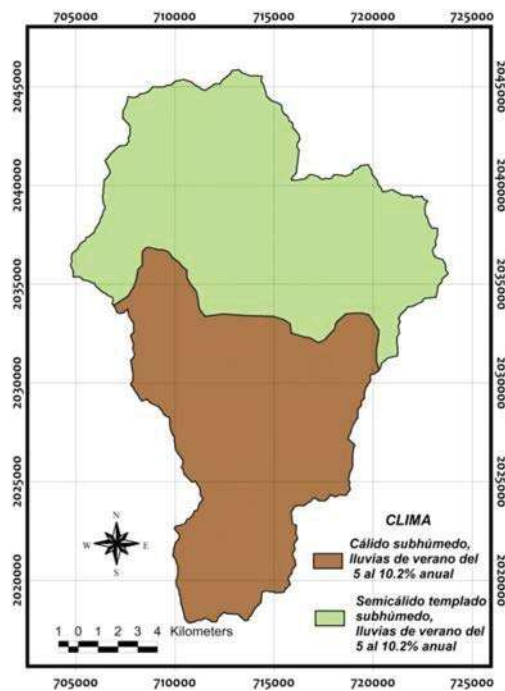 705000 710000 715000 720000 725000
2045000 2045000
2040000 2040000
2035000 2035000
2030000 2030000
2025000 2025000
2020000 2020000
N
W E
S
1 0 1 2 3 4 Kilometers
CLIMA
Cálido subhúmedo,
lluvias de verano del
5 al 10.2% anual
Semicálido templado
subhúmedo,
lluvias de verano del
5 al 10.2% anual
705000 710000 715000 720000 725000